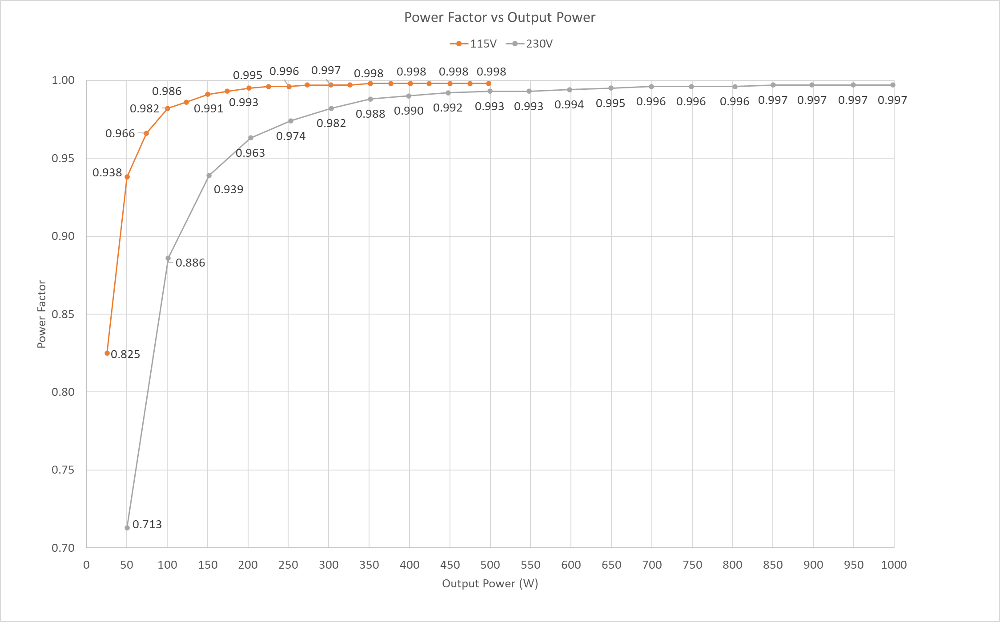 Power Factor vs Output Power
115V 230V
0.995 0.996 0.997 0.998 0.998 0.998 0.998
1.00
0.986
0.982 0.991 0.993
0.996 0.996 0.996 0.997 0.997 0.997 0.997
0.988 0.990 0.992 0.993 0.993 0.994 0.995
0.966 0.974 0.982
0.963
0.95
0.938
0.939
0.90
0.886
0.85
0.825
0.80
0.75
0.713
0.70
Power Factor
0 50 100 150 200 250 300 350 400 450 500 550 600 650 700 750 800 850 900 950 1000
Output Power (W)